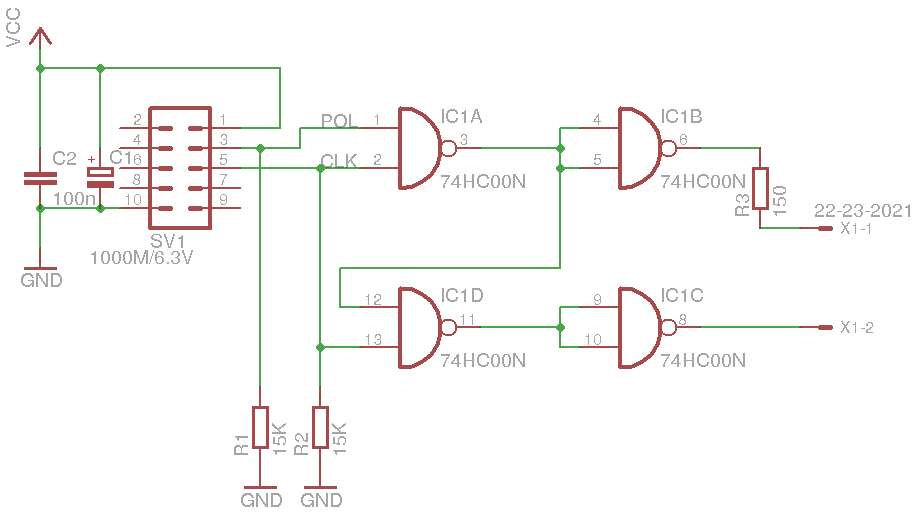 VCC
2 1
4 3
6 5
8 7
10 9
C2
+ C1
100n
SV1
1000M/6.3V
GND
POL 1
CLK 2
3
IC1A
74HC00N
4
5
6
IC1B
74HC00N
R3
150
22-23-2021
X1-1
12
13
11
IC1D
74HC00N
9
10
8
IC1C
74HC00N
X1-2
R1
15K
R2
15K
GND
GND